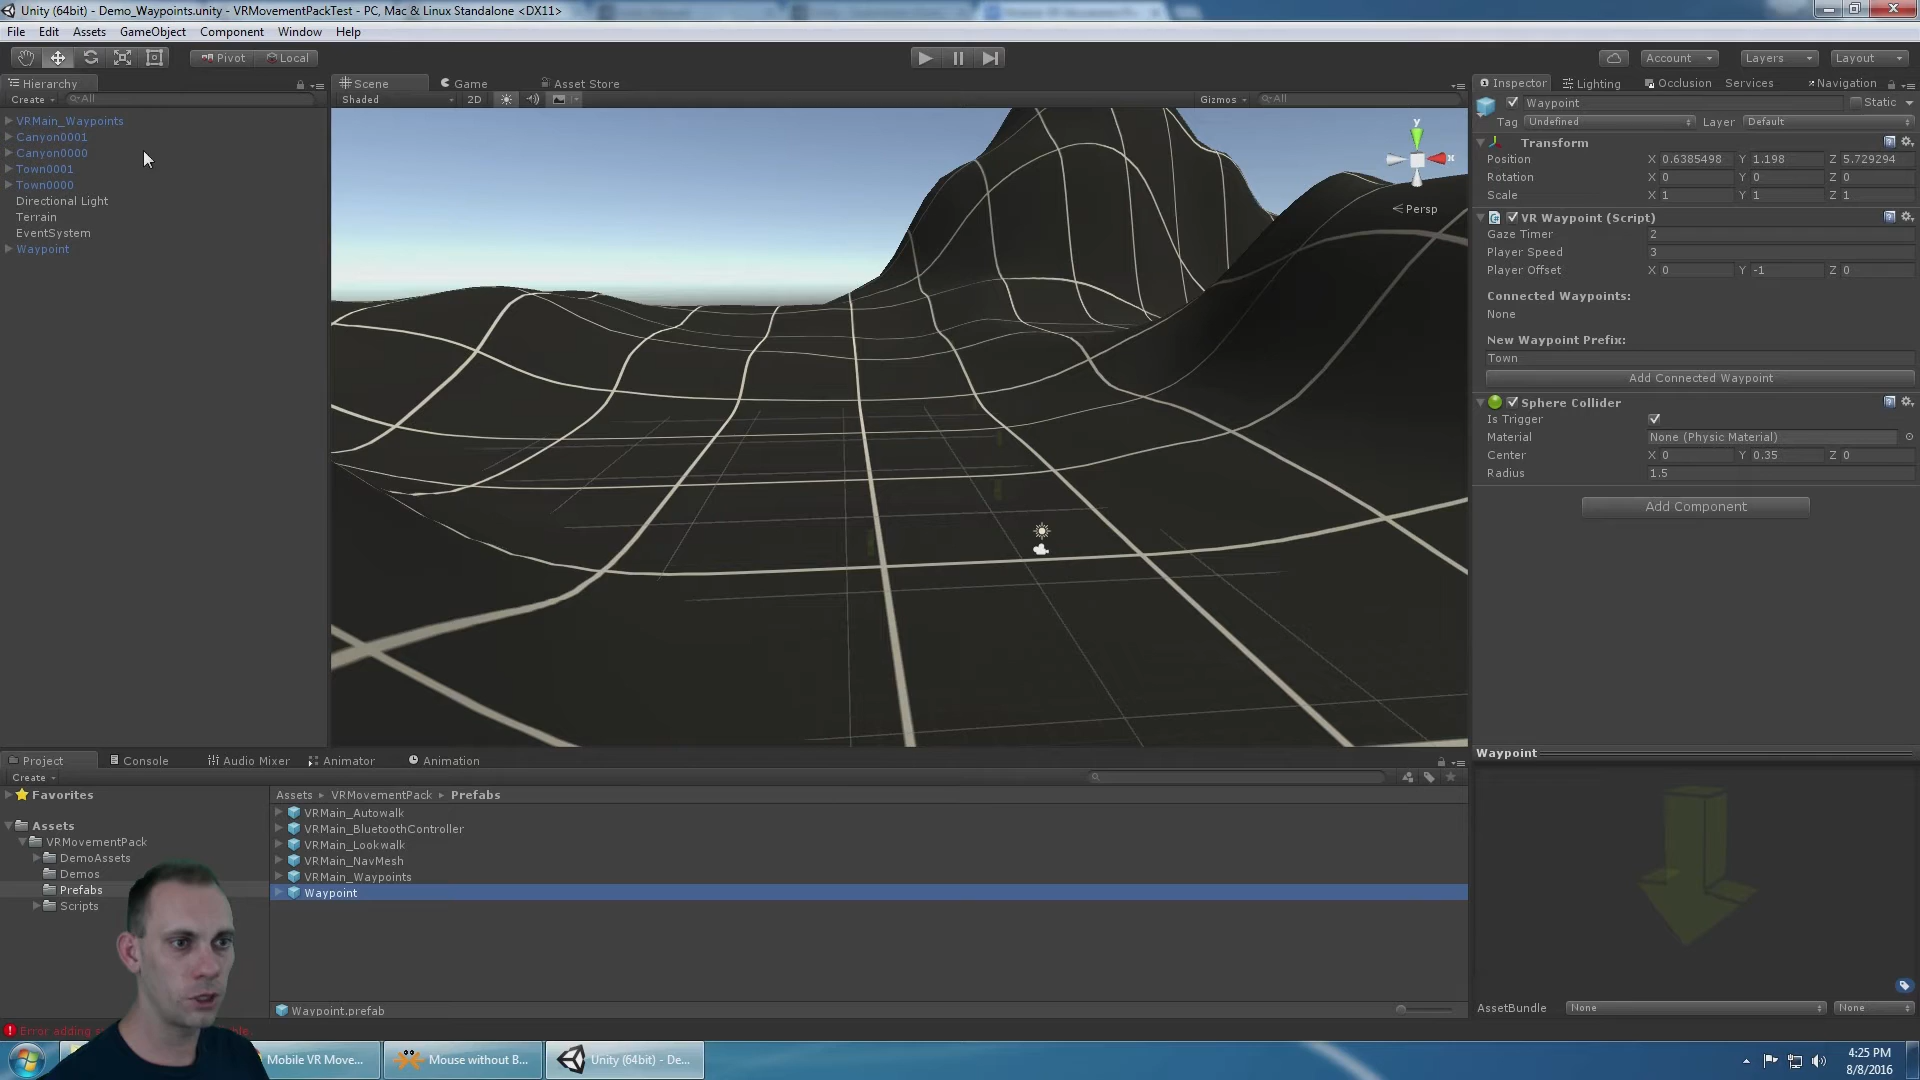 Unity (64bit) - Demo_Waypoints.unity - VRMovementPackTest - PC, Mac & Linux Standalone <DX11>
File Edit Assets GameObject Component Window Help
Pivot Local Account Layers Layout
Hierarchy Scene Game Asset Store Inspector Lighting Occlusion Services Navigation
Create All Shaded 2D Gizmos All
Waypoint Static
Tag Undefined Layer Default
VRMain_Waypoints
Canyon0001
Canyon0000
Town0001
Town0000
Directional Light
Terrain
EventSystem
Waypoint
y
x
Persp
Transform
Position X 0.6385498 Y 1.198 Z 5.729294
Rotation X 0 Y 0 Z 0
Scale X 1 Y 1 Z 1
VR Waypoint (Script)
Gaze Timer 2
Player Speed 3
Player Offset X 0 Y -1 Z 0
Connected Waypoints:
None
New Waypoint Prefix:
Town
Add Connected Waypoint
Sphere Collider
Is Trigger
Material None (Physic Material)
Center X 0 Y 0.35 Z 0
Radius 1.5
Add Component
Waypoint
AssetBundle None None
Project Console Audio Mixer Animator Animation
Create
Favorites
Assets
VRMovementPack
DemoAssets
Demos
Prefabs
Scripts
Assets VRMovementPack Prefabs
VRMain_Autowalk
VRMain_BluetoothController
VRMain_Lookwalk
VRMain_NavMesh
VRMain_Waypoints
Waypoint
Waypoint.prefab
Error adding
Mobile VR Move... Mouse without B... Unity (64bit) - De...
4:25 PM
8/8/2016